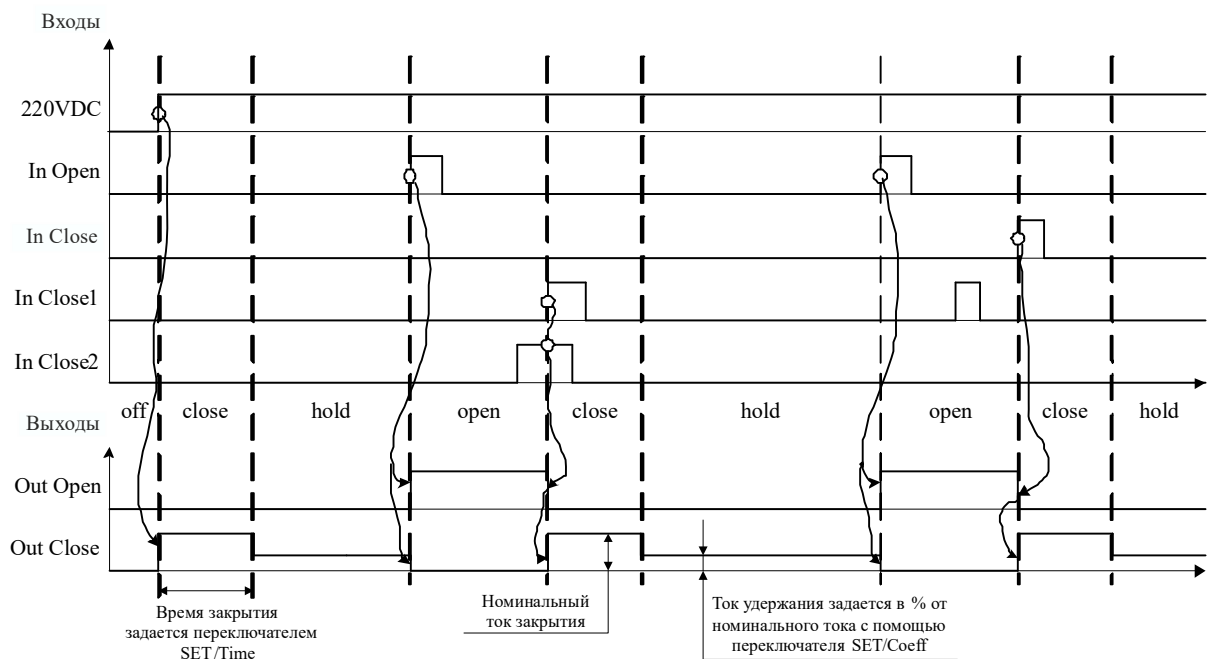 Входы
220VDC
In Open
In Close
In Close1
In Close2
off close hold open close hold open close hold
Выходы
Out Open
Out Close
Время закрытия
задается переключателем
SET/Time
Номинальный
ток закрытия
Ток удержания задается в % от
номинального тока с помощью
переключателя SET/Coeff